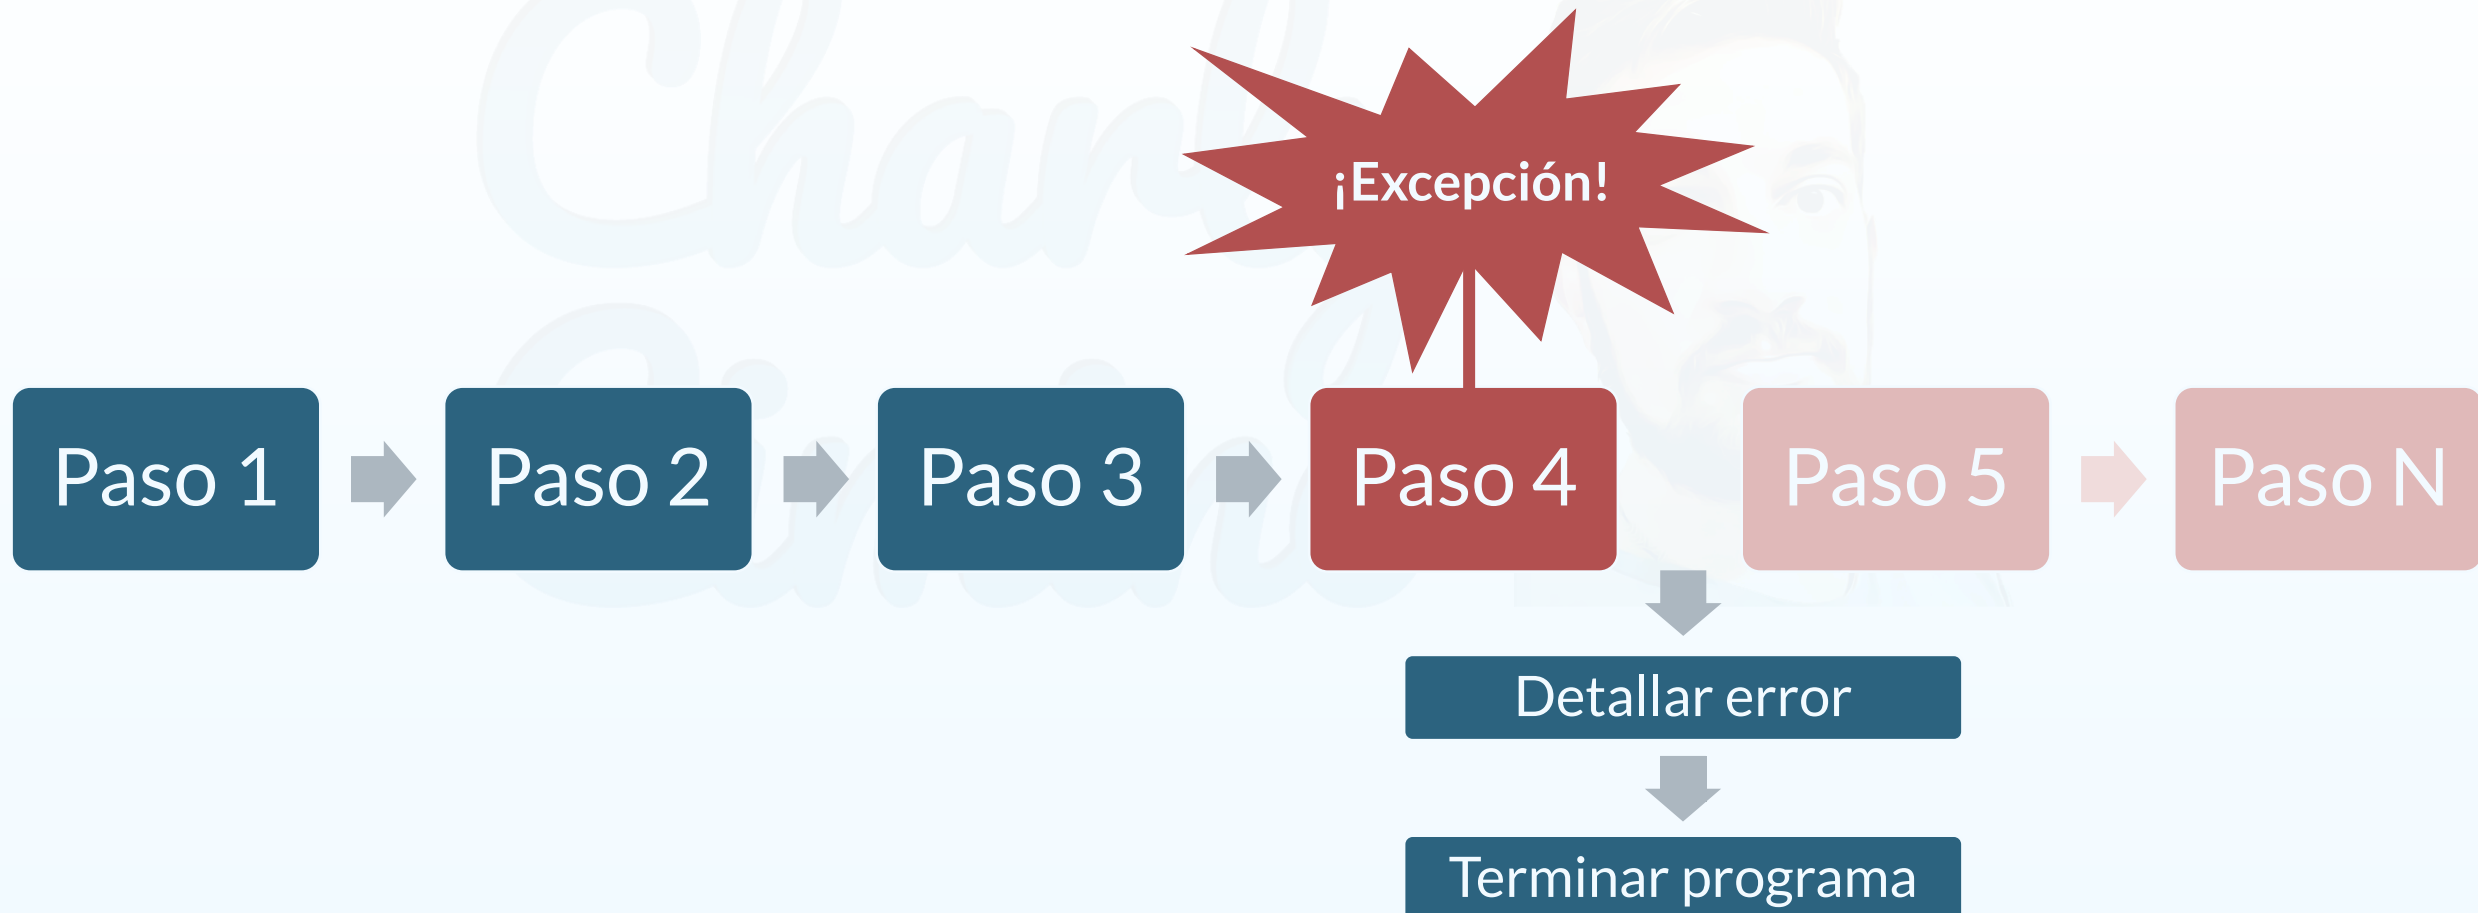 ¡Excepción!
Paso 1
Paso 2
Paso 3
Paso 4
Paso 5
Paso N
Detallar error
Terminar programa